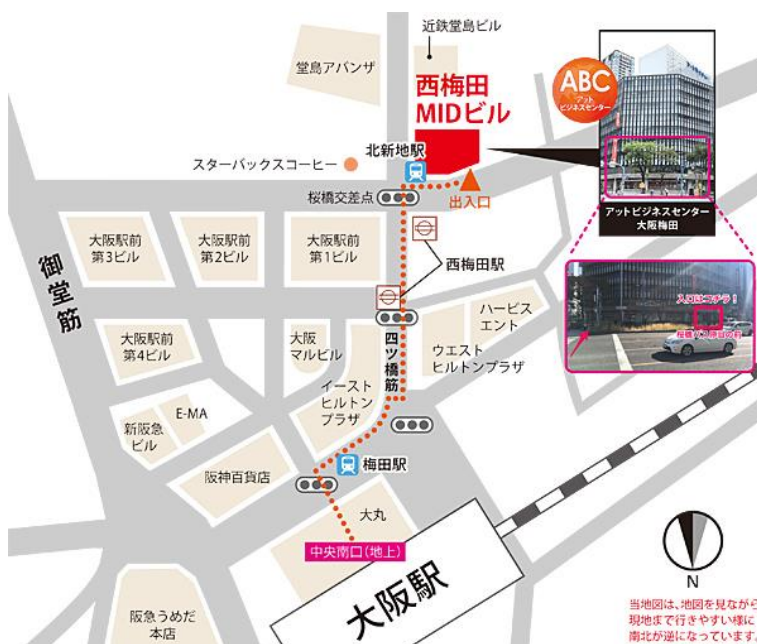 近鉄堂島ビル
堂島アバンザ
西梅田
MIDビル
ABC
アット
ビジネスセンター
北新地駅
スターバックスコーヒー
桜橋交差点
出入口
アットビジネスセンター
大阪梅田
大阪駅前
第3ビル
大阪駅前
第2ビル
大阪駅前
第1ビル
西梅田駅
御堂筋
入口はコチラ！
ハービス
エント
大阪駅前
第4ビル
大阪
マルビル
四ツ橋筋
ウエスト
ヒルトンプラザ
イースト
ヒルトン
プラザ
E-MA
新阪急
ビル
阪神百貨店
梅田駅
大丸
中央南口（地上）
大阪駅
阪急うめだ
本店
N
当地図は、地図を見ながら
現地まで行きやすい様に
南北が逆になっています。